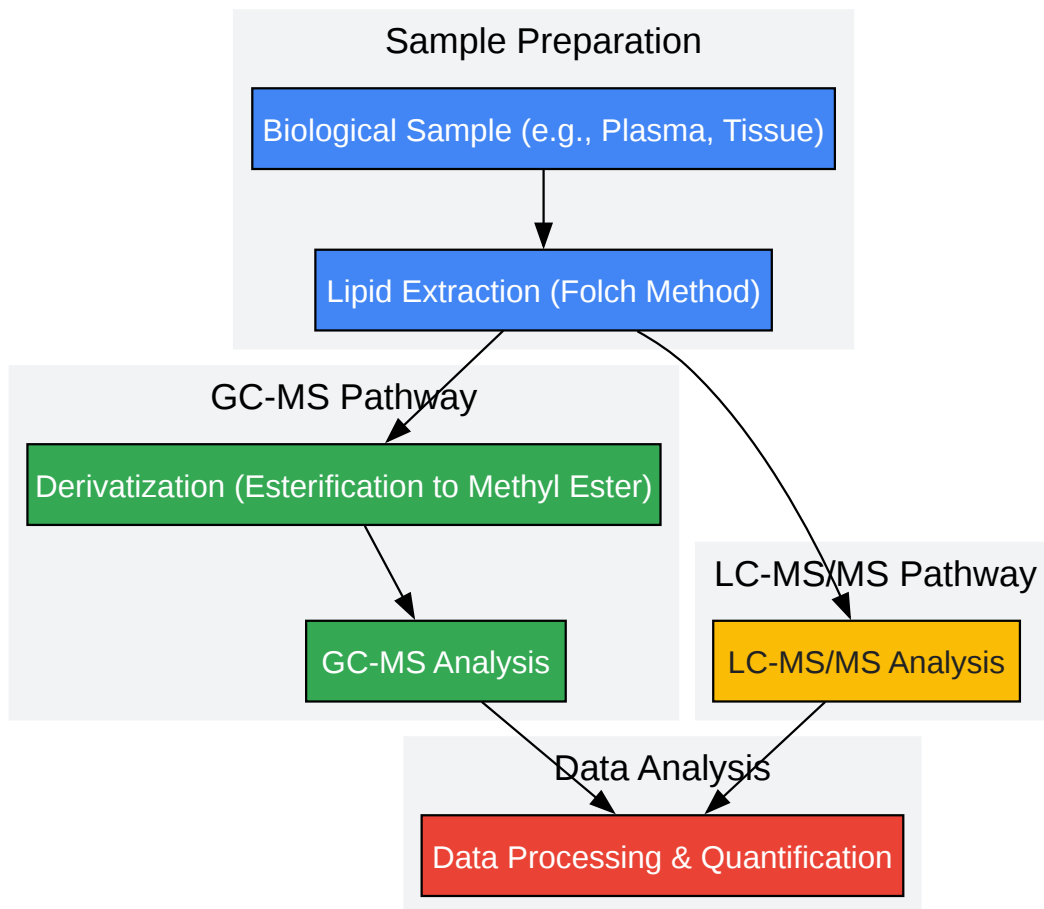 Sample Preparation
Biological Sample (e.g., Plasma, Tissue)
Lipid Extraction (Folch Method)
GC-MS Pathway
Derivatization (Esterification to Methyl Ester)
GC-MS Analysis
LC-MS/MS Pathway
LC-MS/MS Analysis
Data Analysis
Data Processing & Quantification